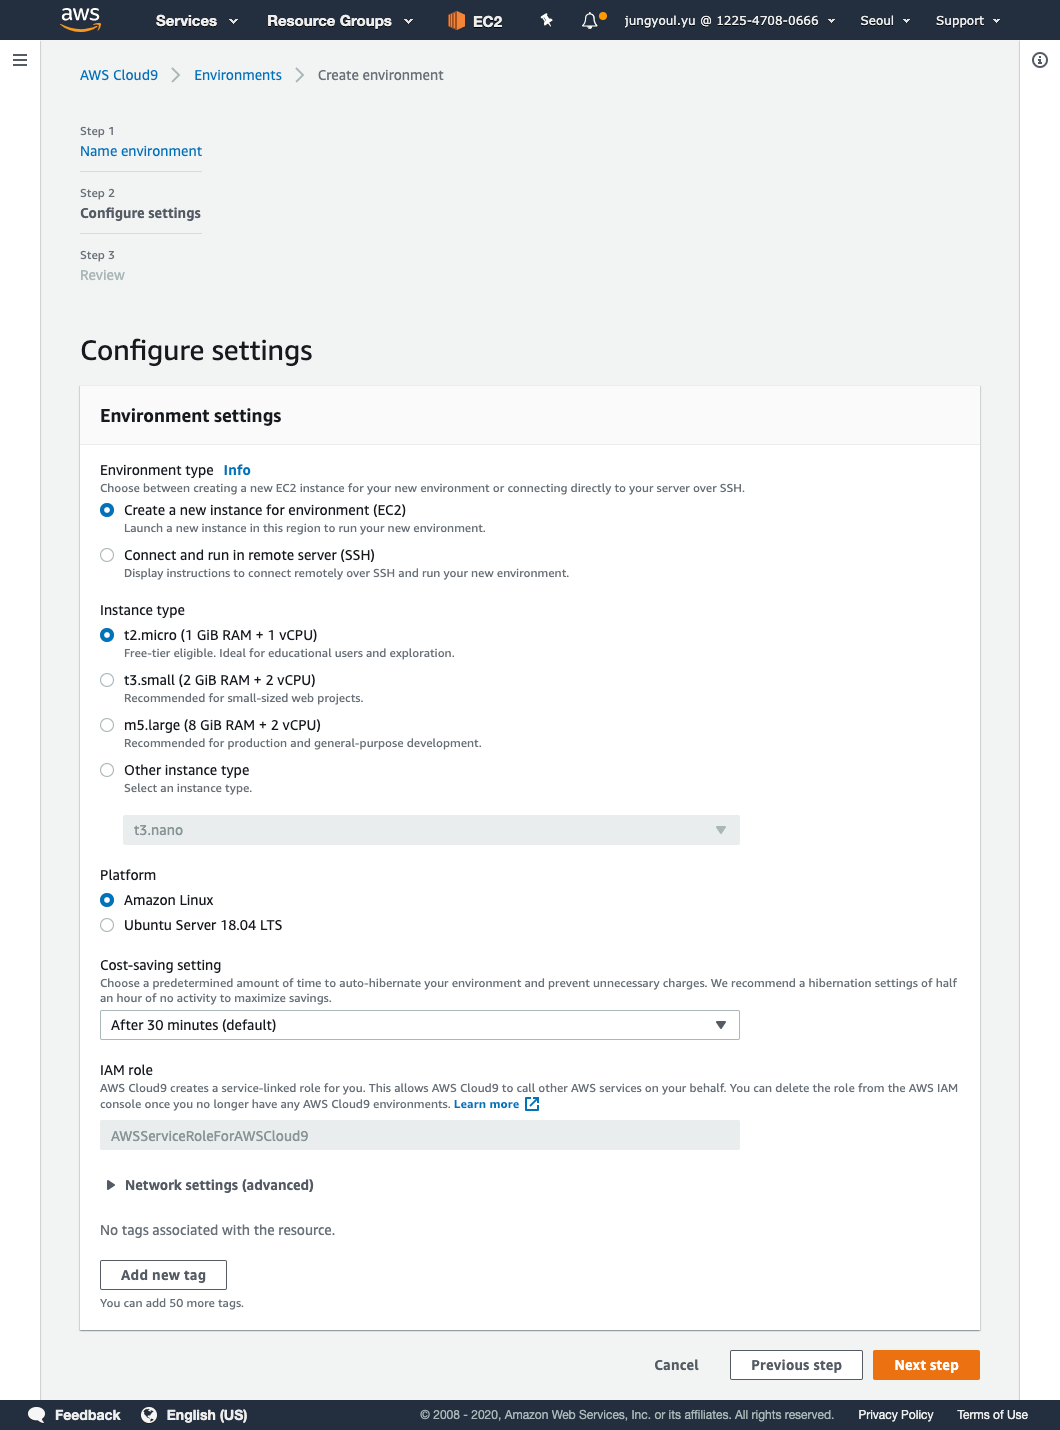 aws Services Resource Groups EC2 jungyoul.yu @ 1225-4708-0666 Seoul Support
AWS Cloud9 Environments Create environment
Step 1
Name environment
Step 2
Configure settings
Step 3
Review
Configure settings
Environment settings
Environment type Info
Choose between creating a new EC2 instance for your new environment or connecting directly to your server over SSH.
Create a new instance for environment (EC2)
Launch a new instance in this region to run your new environment.
Connect and run in remote server (SSH)
Display instructions to connect remotely over SSH and run your new environment.
Instance type
t2.micro (1 GiB RAM + 1 vCPU)
Free-tier eligible. Ideal for educational users and exploration.
t3.small (2 GiB RAM + 2 vCPU)
Recommended for small-sized web projects.
m5.large (8 GiB RAM + 2 vCPU)
Recommended for production and general-purpose development.
Other instance type
Select an instance type.
t3.nano
Platform
Amazon Linux
Ubuntu Server 18.04 LTS
Cost-saving setting
Choose a predetermined amount of time to auto-hibernate your environment and prevent unnecessary charges. We recommend a hibernation settings of half
an hour of no activity to maximize savings.
After 30 minutes (default)
IAM role
AWS Cloud9 creates a service-linked role for you. This allows AWS Cloud9 to call other AWS services on your behalf. You can delete the role from the AWS IAM
console once you no longer have any AWS Cloud9 environments. Learn more
AWSServiceRoleForAWSCloud9
Network settings (advanced)
No tags associated with the resource.
Add new tag
You can add 50 more tags.
Cancel Previous step Next step
Feedback English (US) © 2008 - 2020, Amazon Web Services, Inc. or its affiliates. All rights reserved. Privacy Policy Terms of Use